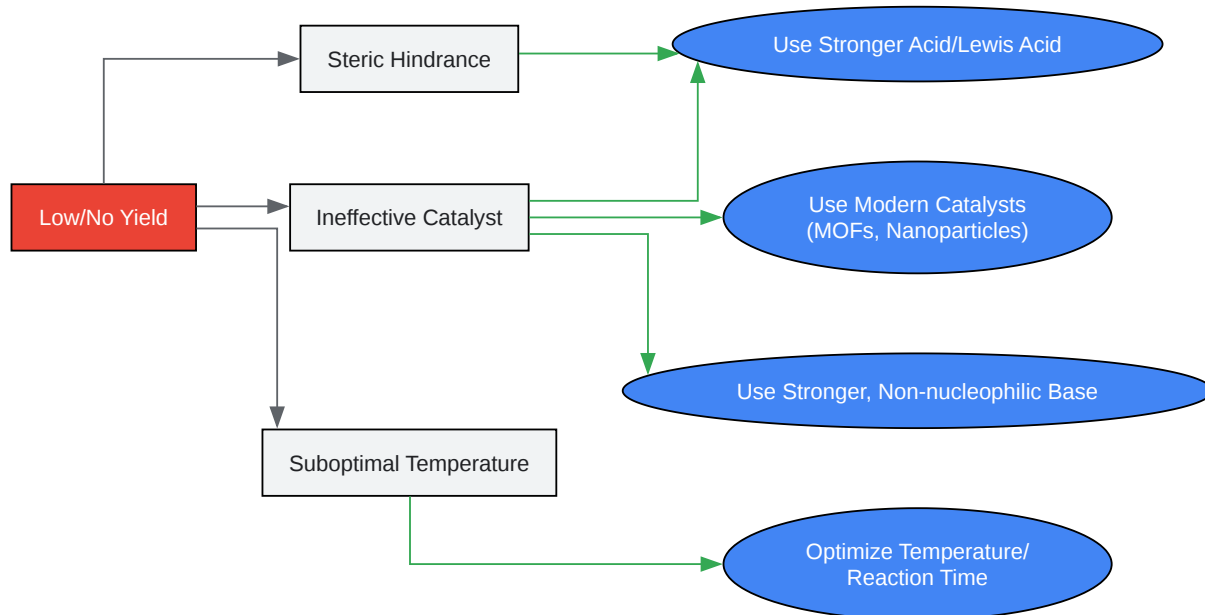 Steric Hindrance
Use Stronger Acid/Lewis Acid
Low/No Yield
Ineffective Catalyst
Use Modern Catalysts
(MOFs, Nanoparticles)
Use Stronger, Non-nucleophilic Base
Suboptimal Temperature
Optimize Temperature/
Reaction Time